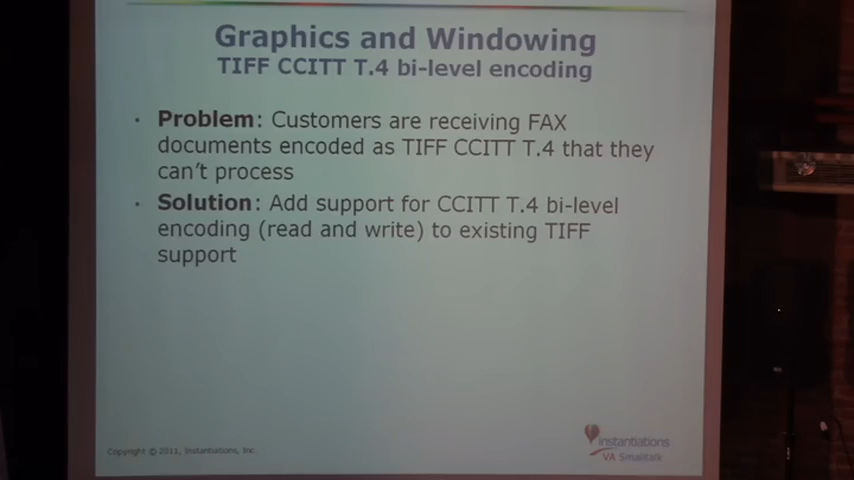 Graphics and Windowing
TIFF CCITT T.4 bi-level encoding
• Problem: Customers are receiving FAX
documents encoded as TIFF CCITT T.4 that they
can't process
• Solution: Add support for CCITT T.4 bi-level
encoding (read and write) to existing TIFF
support
Copyright © 2011, Instantiations, Inc.
instantiations
VA Smalltalk